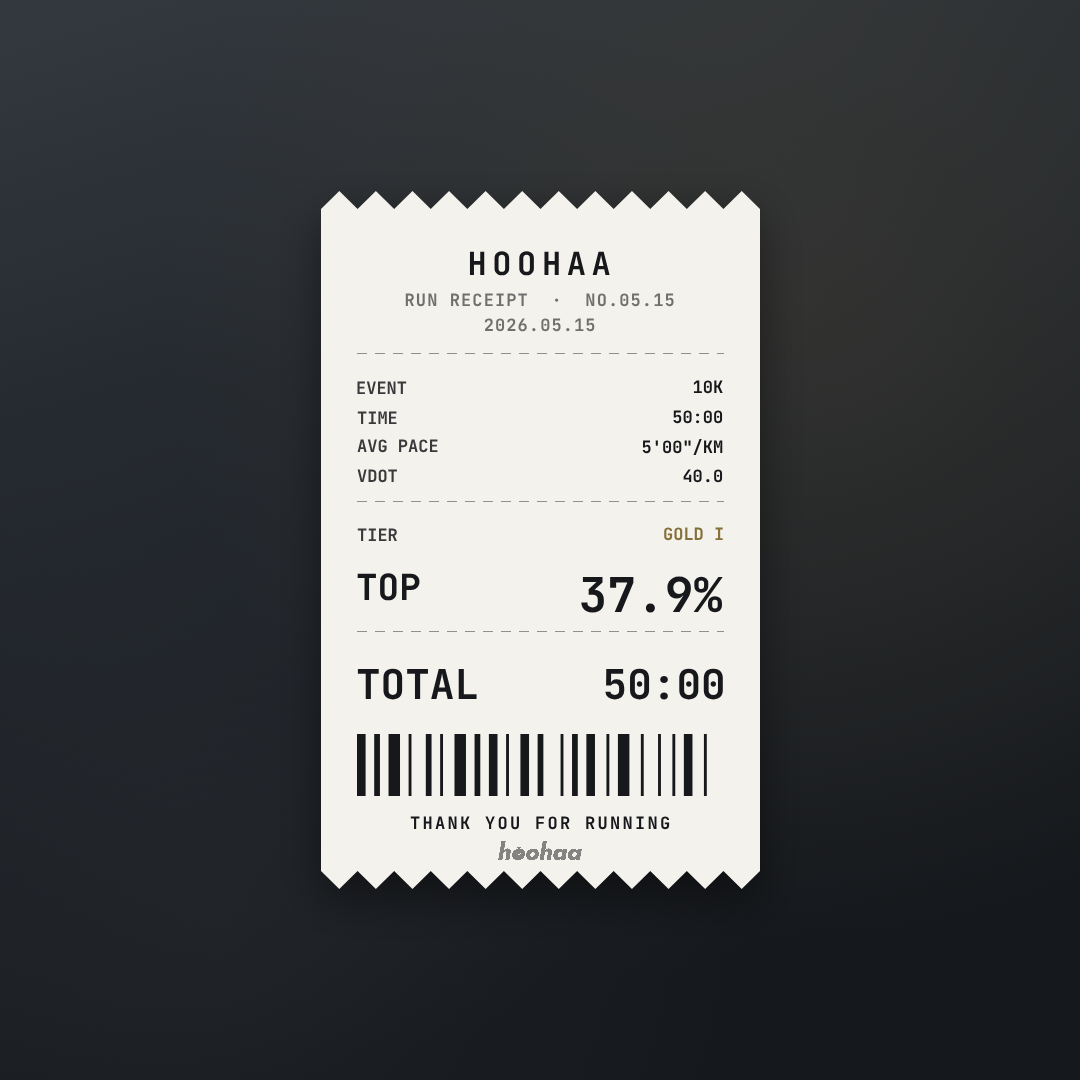 HOOHAA
RUN RECEIPT · NO.05.15
2026.05.15
EVENT 10K
TIME 50:00
AVG PACE 5'00"/KM
VDOT 40.0
TIER GOLD I
TOP 37.9%
TOTAL 50:00
THANK YOU FOR RUNNING
hoohaa